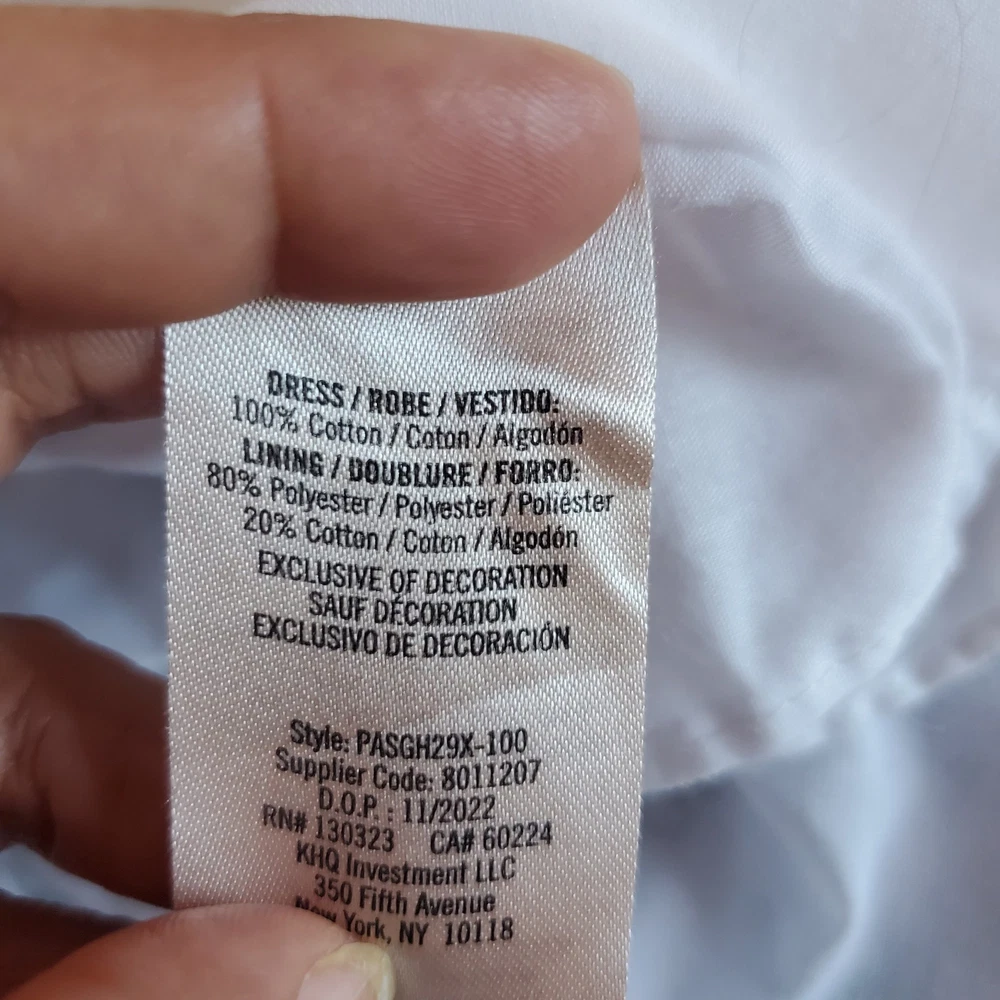 DRESS / ROBE / VESTIDO:
100% Cotton / Coton / Algodón
LINING / DOUBLURE / FORRO:
80% Polyester / Polyester / Poliéster
20% Cotton / Coton / Algodón
EXCLUSIVE OF DECORATION
SAUF DÉCORATION
EXCLUSIVO DE DECORACIÓN
Style: PASGH29X-100
Supplier Code: 8011207
D.O.P. : 11/2022
RN# 130323 CA# 60224
KHQ Investment LLC
350 Fifth Avenue
New York, NY 10118